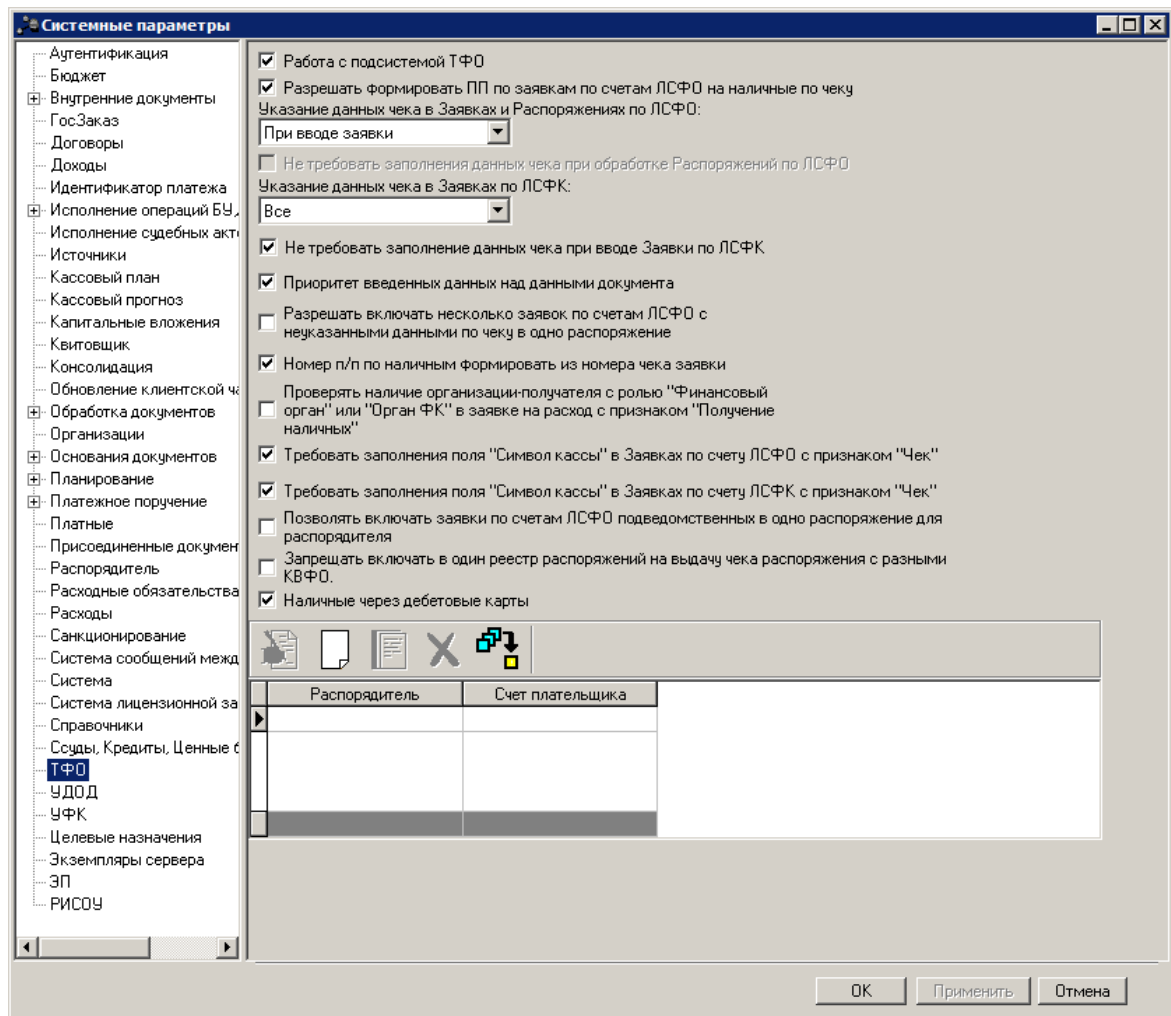 Системные параметры
Аутентификация
Бюджет
Внутренние документы
ГосЗаказ
Договоры
Доходы
Идентификатор платежа
Исполнение операций БУ,
Исполнение судебных акт
Источники
Кассовый план
Кассовый прогноз
Капитальные вложения
Квитовщик
Консолидация
Обновление клиентской ча
Обработка документов
Организации
Основания документов
Планирование
Платежное поручение
Платные
Присоединенные документ
Распорядитель
Расходные обязательства
Расходы
Санкционирование
Система сообщений межд
Система
Система лицензионной за
Справочники
Ссуды, Кредиты, Ценные б
ТФО
УДОД
УФК
Целевые назначения
Экземпляры сервера
ЭП
РИСОУ
Работа с подсистемой ТФО
Разрешать формировать ПП по заявкам по счетам ЛСФО на наличные по чеку
Указание данных чека в Заявках и Распоряжениях по ЛСФО:
При вводе заявки
Не требовать заполнения данных чека при обработке Распоряжений по ЛСФО
Указание данных чека в Заявках по ЛСФК:
Все
Не требовать заполнение данных чека при вводе Заявки по ЛСФК
Приоритет введенных данных над данными документа
Разрешать включать несколько заявок по счетам ЛСФО с
неуказанными данными по чеку в одно распоряжение
Номер п/п по наличным формировать из номера чека заявки
Проверять наличие организации-получателя с ролью "Финансовый
орган" или "Орган ФК" в заявке на расход с признаком "Получение
наличных"
Требовать заполнения поля "Символ кассы" в Заявках по счету ЛСФО с признаком "Чек"
Требовать заполнения поля "Символ кассы" в Заявках по счету ЛСФК с признаком "Чек"
Позволять включать заявки по счетам ЛСФО подведомственных в одно распоряжение для
распорядителя
Запрещать включать в один реестр распоряжений на выдачу чека распоряжения с разными
КВФО.
Наличные через дебетовые карты
Распорядитель
Счет плательщика
OK
Применить
Отмена